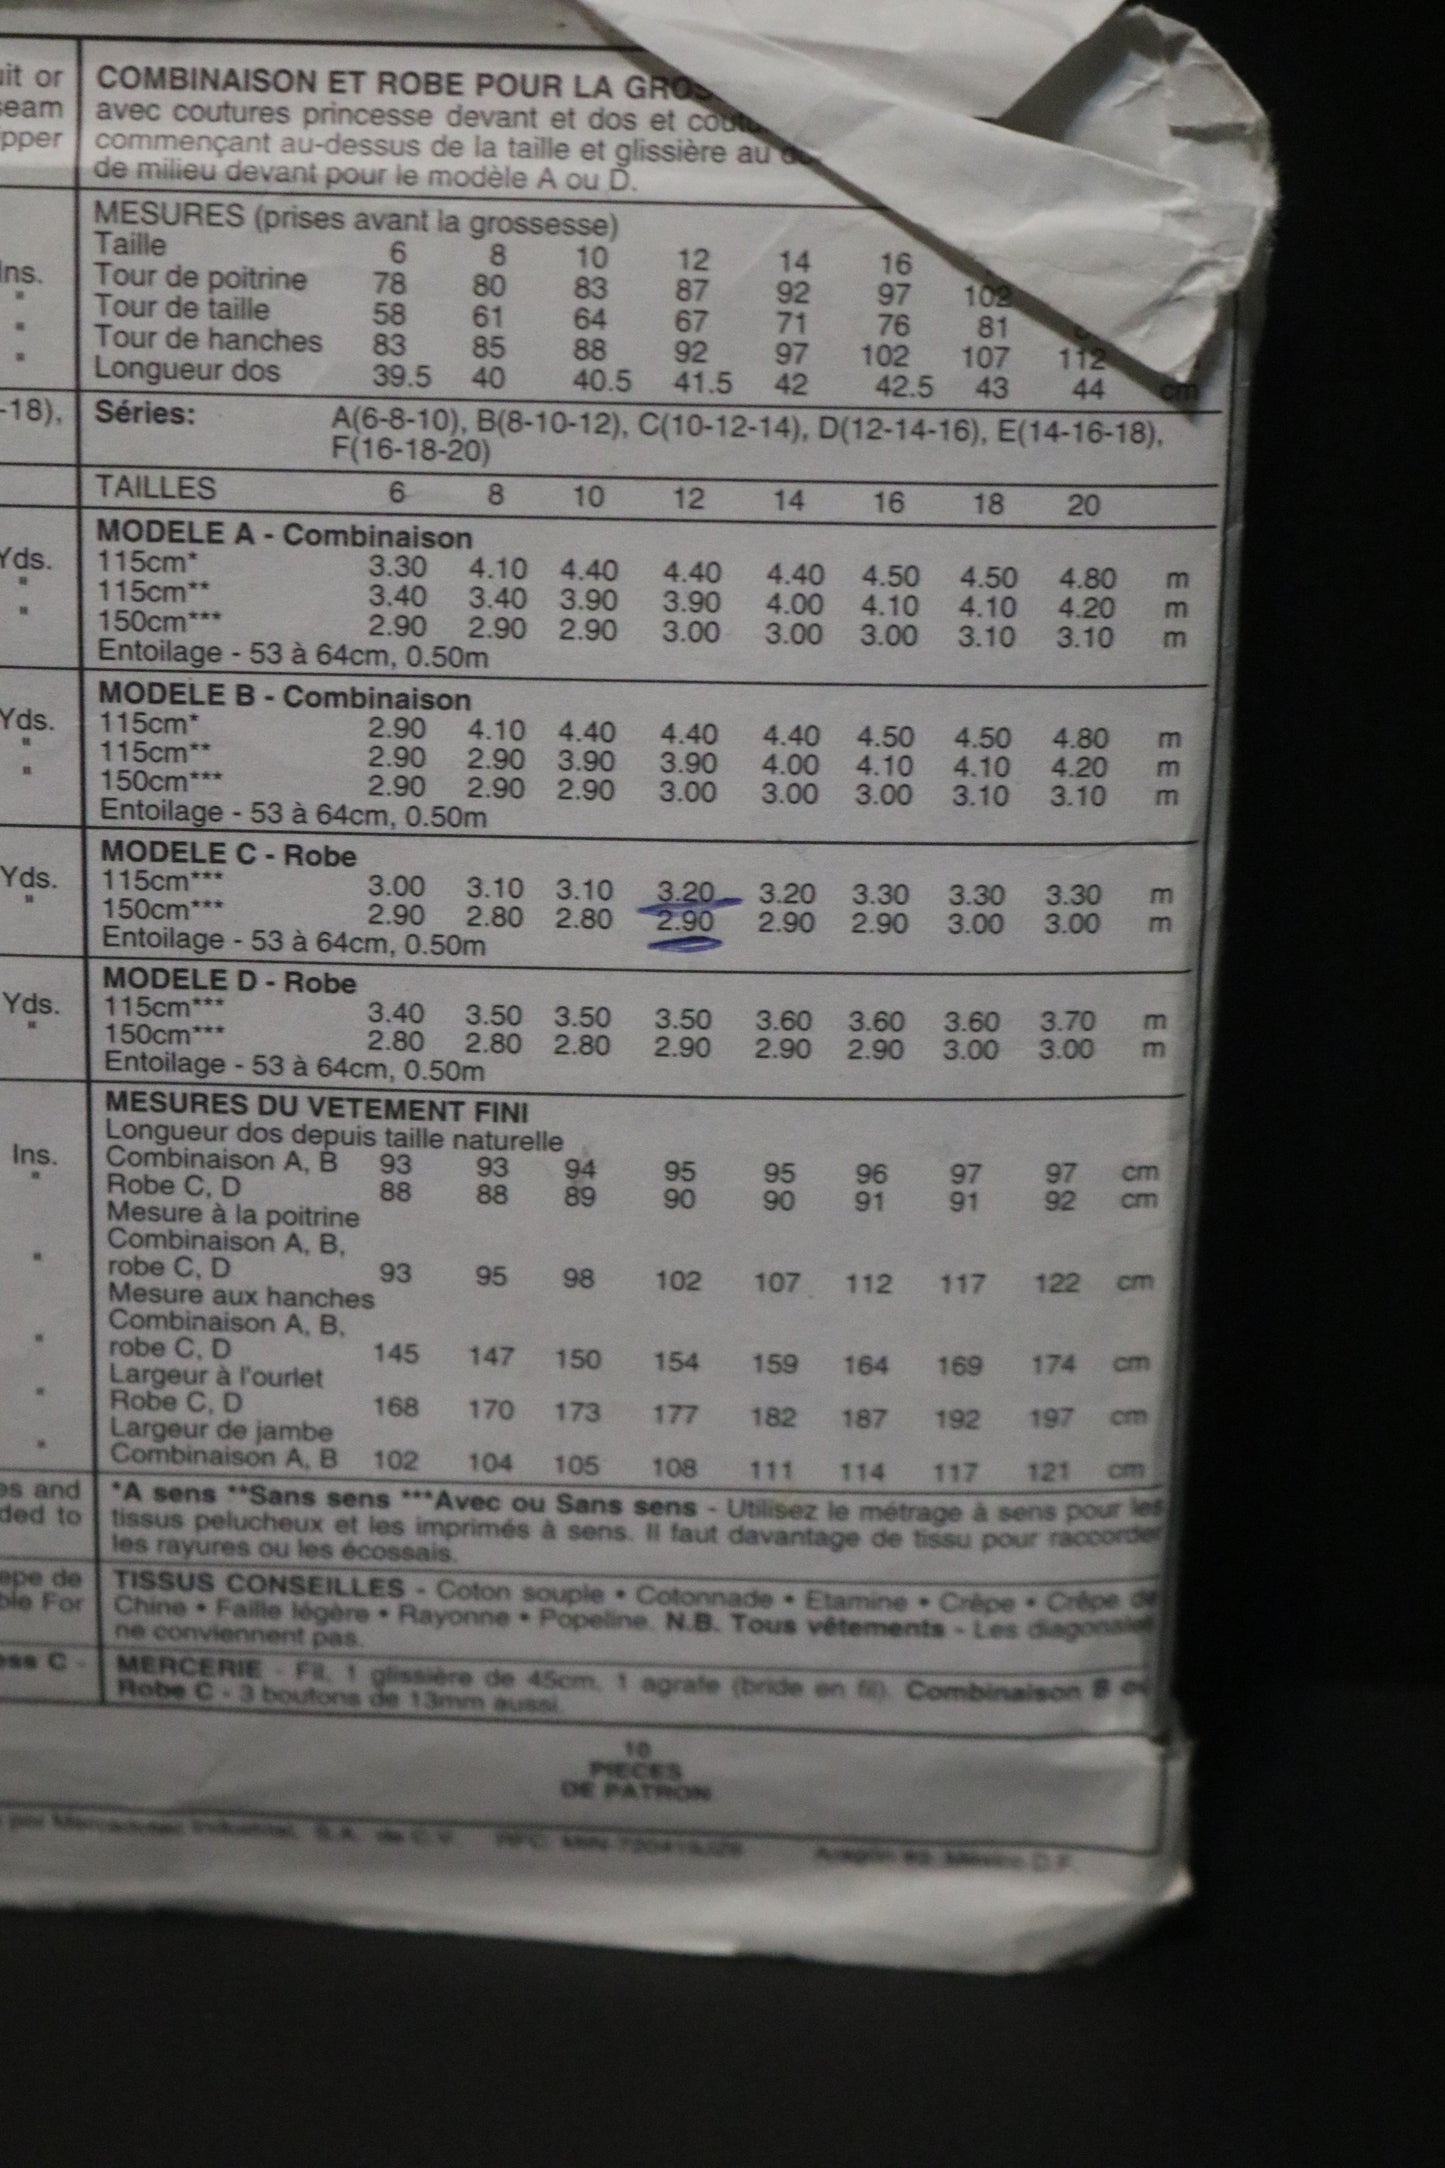 uit or
seam
pper
COMBINAISON ET ROBE POUR LA
avec coutures princesse devant et dos et
commençant au-dessus de la taille et glissière au
de milieu devant pour le modèle A ou D.
MESURES (prises avant la grossesse)
Taille 6 8 10 12 14 16
Ins. Tour de poitrine 78 80 83 87 92 97 102
" Tour de taille 58 61 64 67 71 76 81
" Tour de hanches 83 85 88 92 97 102 107 112
" Longueur dos 39.5 40 40.5 41.5 42 42.5 43 44 cm
-18), Séries: A(6-8-10), B(8-10-12), C(10-12-14), D(12-14-16), E(14-16-18),
F(16-18-20)
TAILLES 6 8 10 12 14 16 18 20
MODELE A - Combinaison
Yds. 115cm* 3.30 4.10 4.40 4.40 4.40 4.50 4.50 4.80 m
" 115cm** 3.40 3.40 3.90 3.90 4.00 4.10 4.10 4.20 m
" 150cm*** 2.90 2.90 2.90 3.00 3.00 3.00 3.10 3.10 m
Entoilage - 53 à 64cm, 0.50m
MODELE B - Combinaison
Yds. 115cm* 2.90 4.10 4.40 4.40 4.40 4.50 4.50 4.80 m
" 115cm** 2.90 2.90 3.90 3.90 4.00 4.10 4.10 4.20 m
" 150cm*** 2.90 2.90 2.90 3.00 3.00 3.00 3.10 3.10 m
Entoilage - 53 à 64cm, 0.50m
MODELE C - Robe
Yds. 115cm*** 3.00 3.10 3.10 3.20 3.20 3.30 3.30 3.30 m
" 150cm*** 2.90 2.80 2.80 2.90 2.90 2.90 3.00 3.00 m
Entoilage - 53 à 64cm, 0.50m
MODELE D - Robe
Yds. 115cm*** 3.40 3.50 3.50 3.50 3.60 3.60 3.60 3.70 m
" 150cm*** 2.80 2.80 2.80 2.90 2.90 2.90 3.00 3.00 m
Entoilage - 53 à 64cm, 0.50m
MESURES DU VETEMENT FINI
Longueur dos depuis taille naturelle
Ins. Combinaison A, B 93 93 94 95 95 96 97 97 cm
" Robe C, D 88 88 89 90 90 91 91 92 cm
Mesure à la poitrine
Combinaison A, B,
" robe C, D 93 95 98 102 107 112 117 122 cm
Mesure aux hanches
Combinaison A, B,
" robe C, D 145 147 150 154 159 164 169 174 cm
Largeur à l'ourlet
" Robe C, D 168 170 173 177 182 187 192 197 cm
Largeur de jambe
" Combinaison A, B 102 104 105 108 111 114 117 121 cm
es and *A sens **Sans sens ***Avec ou Sans sens - Utilisez le métrage à sens pour les
ded to tissus pelucheux et les imprimés à sens. Il faut davantage de tissu pour raccorder
les rayures ou les écossais.
epe de TISSUS CONSEILLES - Coton souple • Cotonnade • Etamine • Crêpe • Crêpe de
ble For Chine • Faille légère • Rayonne • Popeline. N.B. Tous vêtements - Les diagonales
ne conviennent pas.
ess C - MERCERIE - Fil, 1 glissière de 45cm, 1 agrafe (bride en fil). Combinaison B et
Robe C - 3 boutons de 13mm aussi.
10
PIECES
DE PATRON
por Mercadotec Industrial, S.A. de C.V. México D.F.